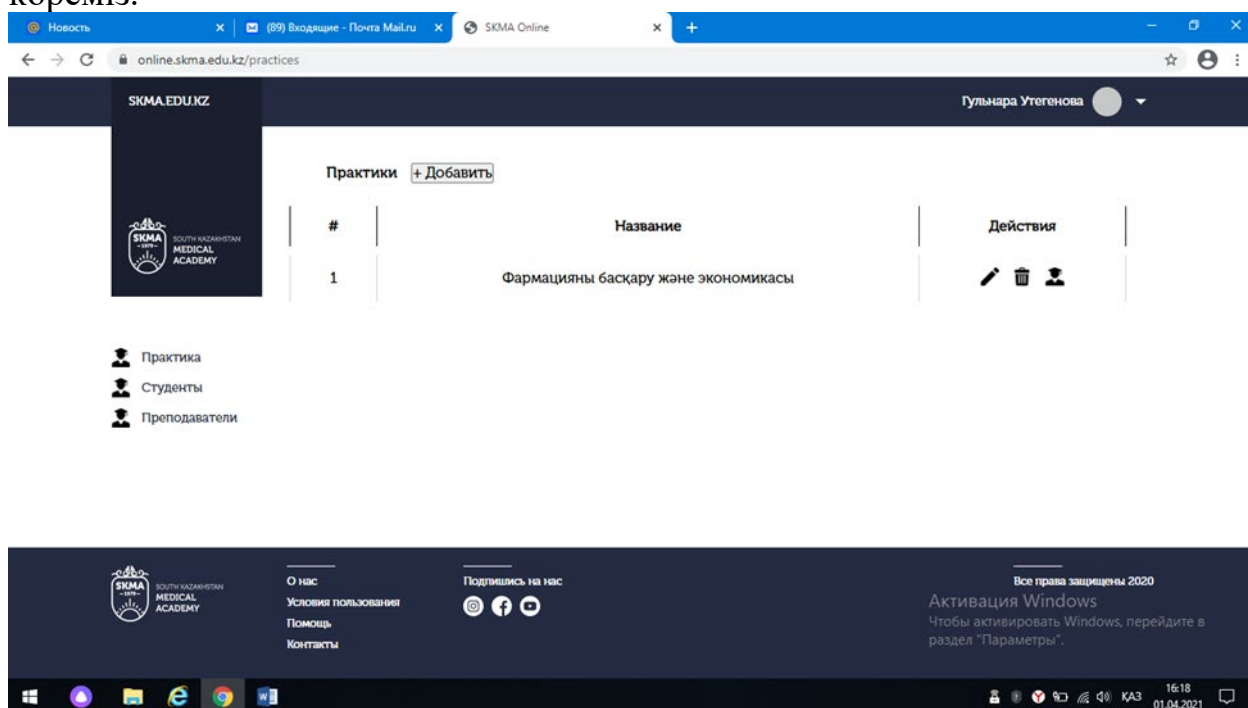 көреміз.
Новость
(89) Входящие - Почта Mail.ru
SKMA Online
online.skma.edu.kz/practices
SKMA.EDU.KZ
Гульнара Утегенова
Практики + Добавить
# Название Действия
1 Фармацияны басқару және экономикасы
SKMA
-1979-
SOUTH KAZAKHSTAN
MEDICAL
ACADEMY
Практика
Студенты
Преподаватели
SKMA
-1979-
SOUTH KAZAKHSTAN
MEDICAL
ACADEMY
О нас
Условия пользования
Помощь
Контакты
Подпишись на нас
Все права защищены 2020
Активация Windows
Чтобы активировать Windows, перейдите в
раздел "Параметры".
ҚАЗ
16:18
01.04.2021